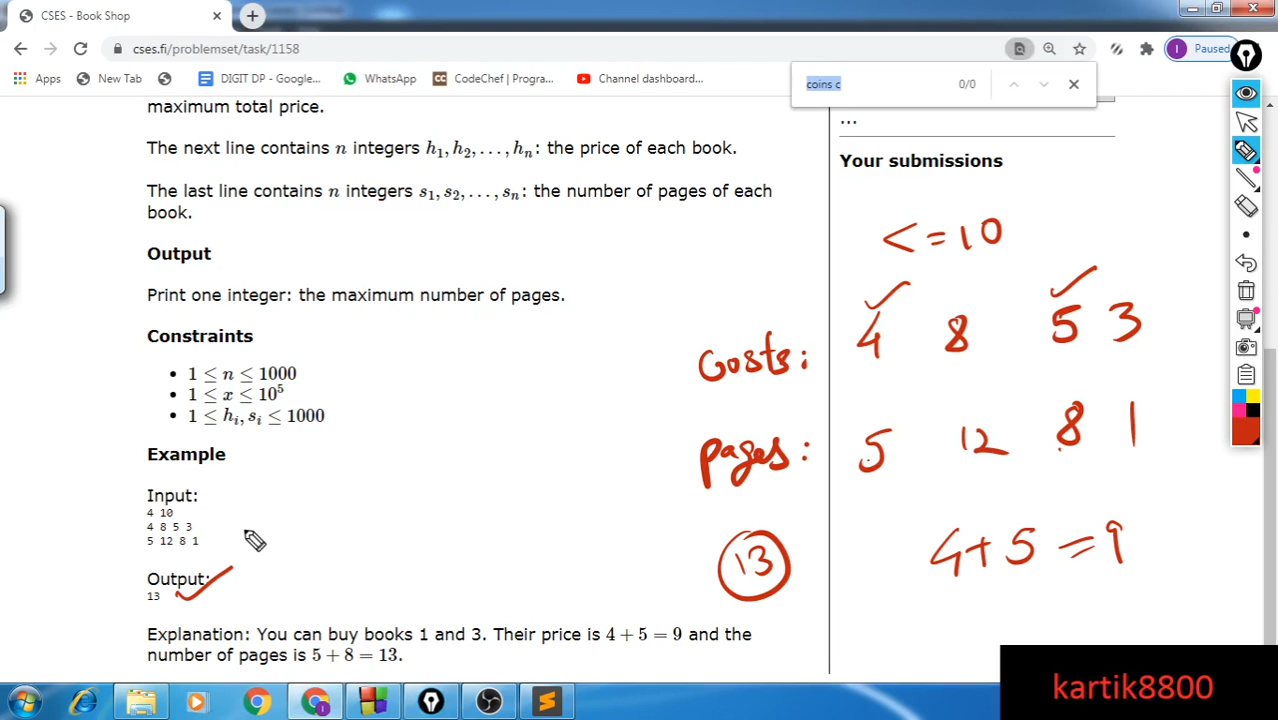 CSES - Book Shop
cses.fi/problemset/task/1158
Paused
Apps
New Tab
DIGIT DP - Google...
WhatsApp
CodeChef | Progra...
Channel dashboard...
coins c
0/0
maximum total price.
The next line contains n integers h1, h2, . . . , hn: the price of each book.
The last line contains n integers s1, s2, . . . , sn: the number of pages of each
book.
Output
Print one integer: the maximum number of pages.
Constraints
• 1 ≤ n ≤ 1000
• 1 ≤ x ≤ 10^5
• 1 ≤ hi, si ≤ 1000
Example
Input:
4 10
4 8 5 3
5 12 8 1
Output:
13
Explanation: You can buy books 1 and 3. Their price is 4 + 5 = 9 and the
number of pages is 5 + 8 = 13.
...
Your submissions
<=10
Costs: 4 8 5 3
pages: 5 12 8 1
13
4+5=9
kartik8800